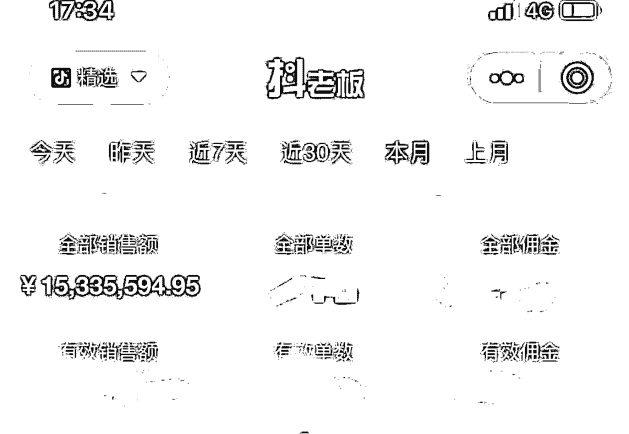 17:34 4G
精选 抖老板
今天 昨天 近7天 近30天 本月 上月
全部销售额 全部单数 全部佣金
¥15,335,594.95
有效销售额 有效单数 有效佣金